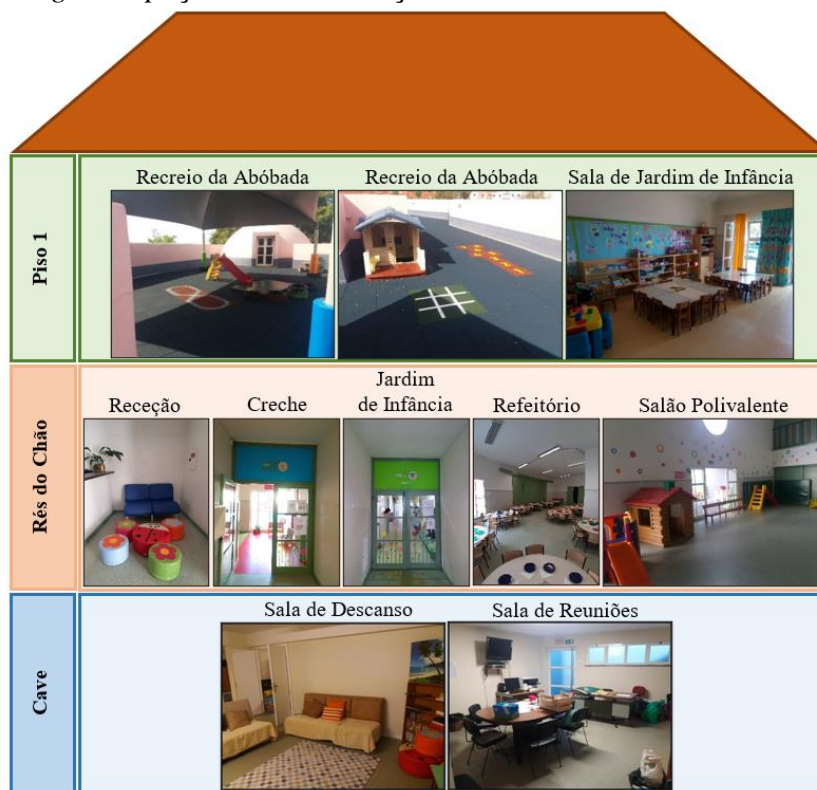 Piso 1
Recreio da Abóbada
Recreio da Abóbada
Sala de Jardim de Infância
Rés do Chão
Receção
Creche
Jardim
de Infância
Refeitório
Salão Polivalente
Cave
Sala de Descanso
Sala de Reuniões